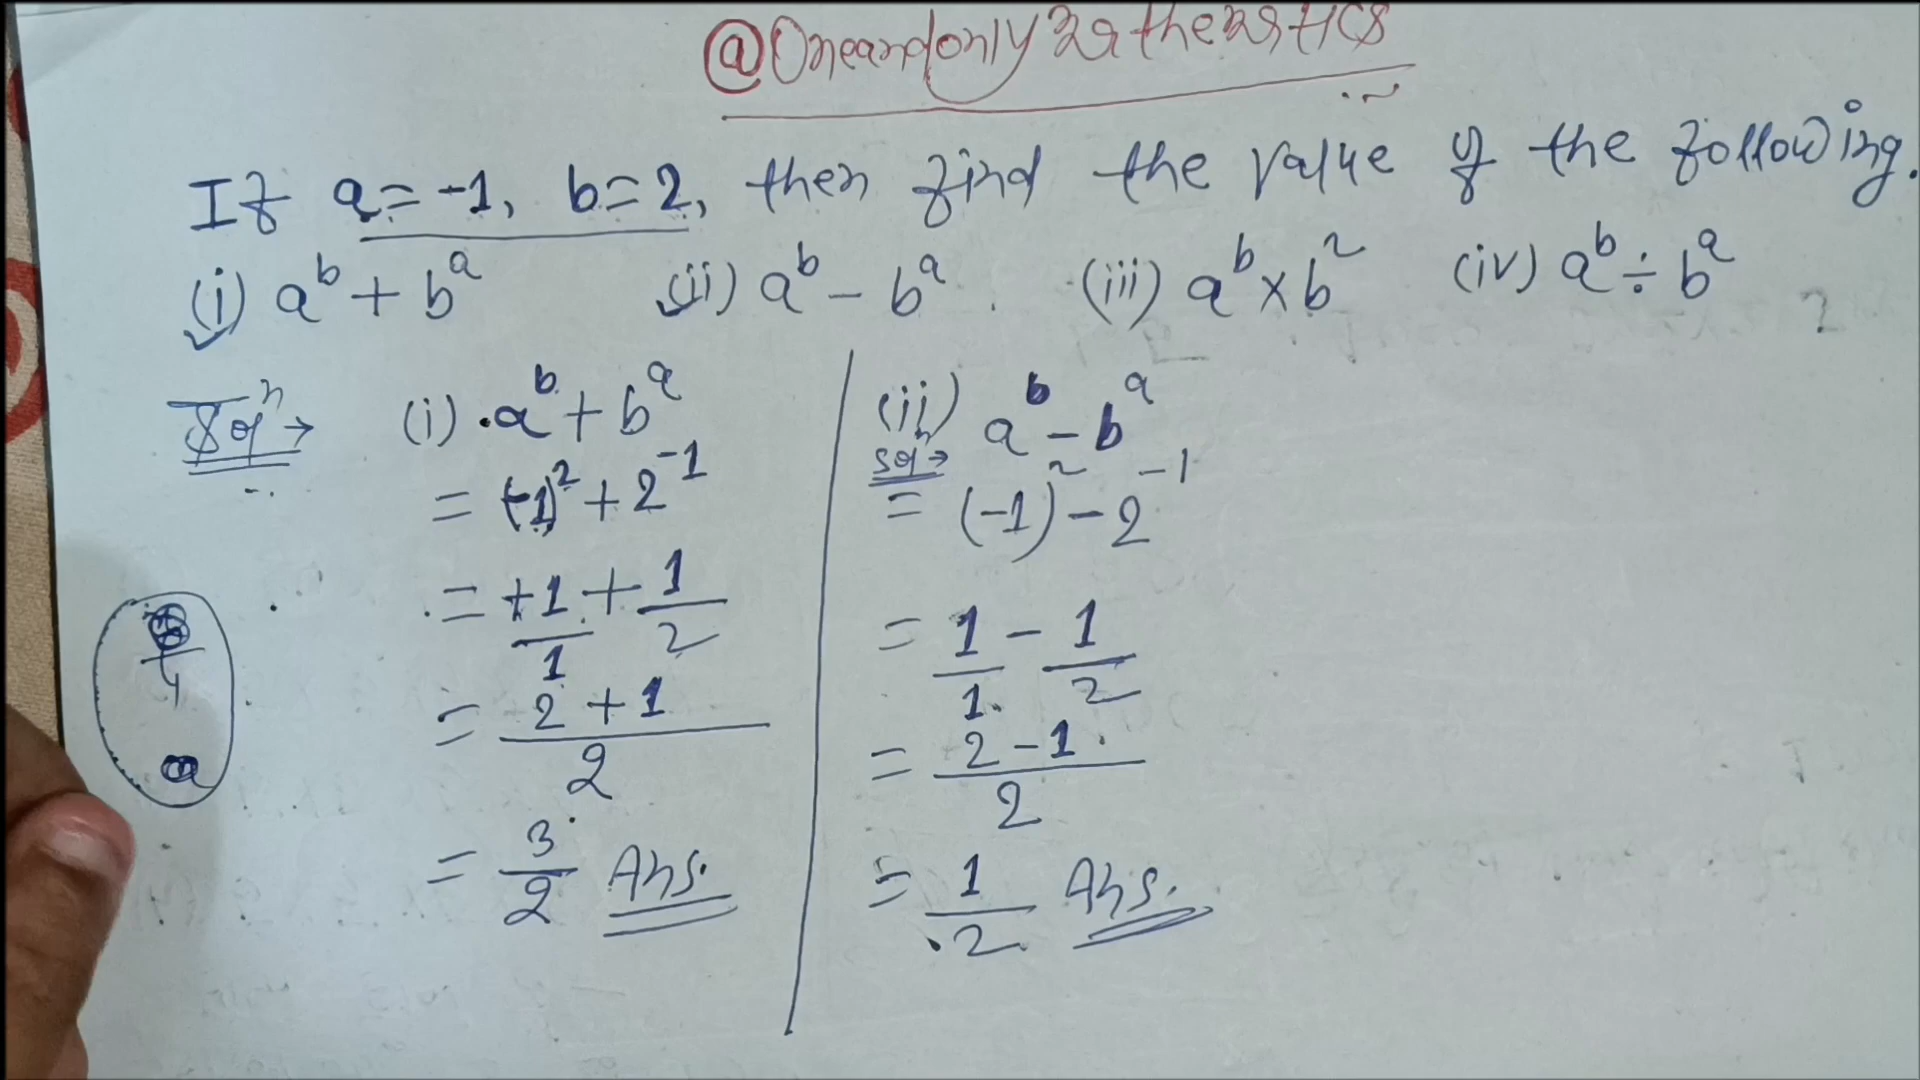 @Oneandonlymathematics
If a=-1, b=2, then find the value of the following.
(i) a^b + b^a (ii) a^b - b^a. (iii) a^b × b^2 (iv) a^b ÷ b^a
Sol^n → (i) a^b + b^a
= (-1)^2 + 2^-1
= +1/1 + 1/2
= 2+1/2
= 3/2 Ans.
(ii) a^b - b^a
Sol^n →
= (-1)^2 - 2^-1
= 1/1 - 1/2
= 2-1/2
= 1/2 Ans.